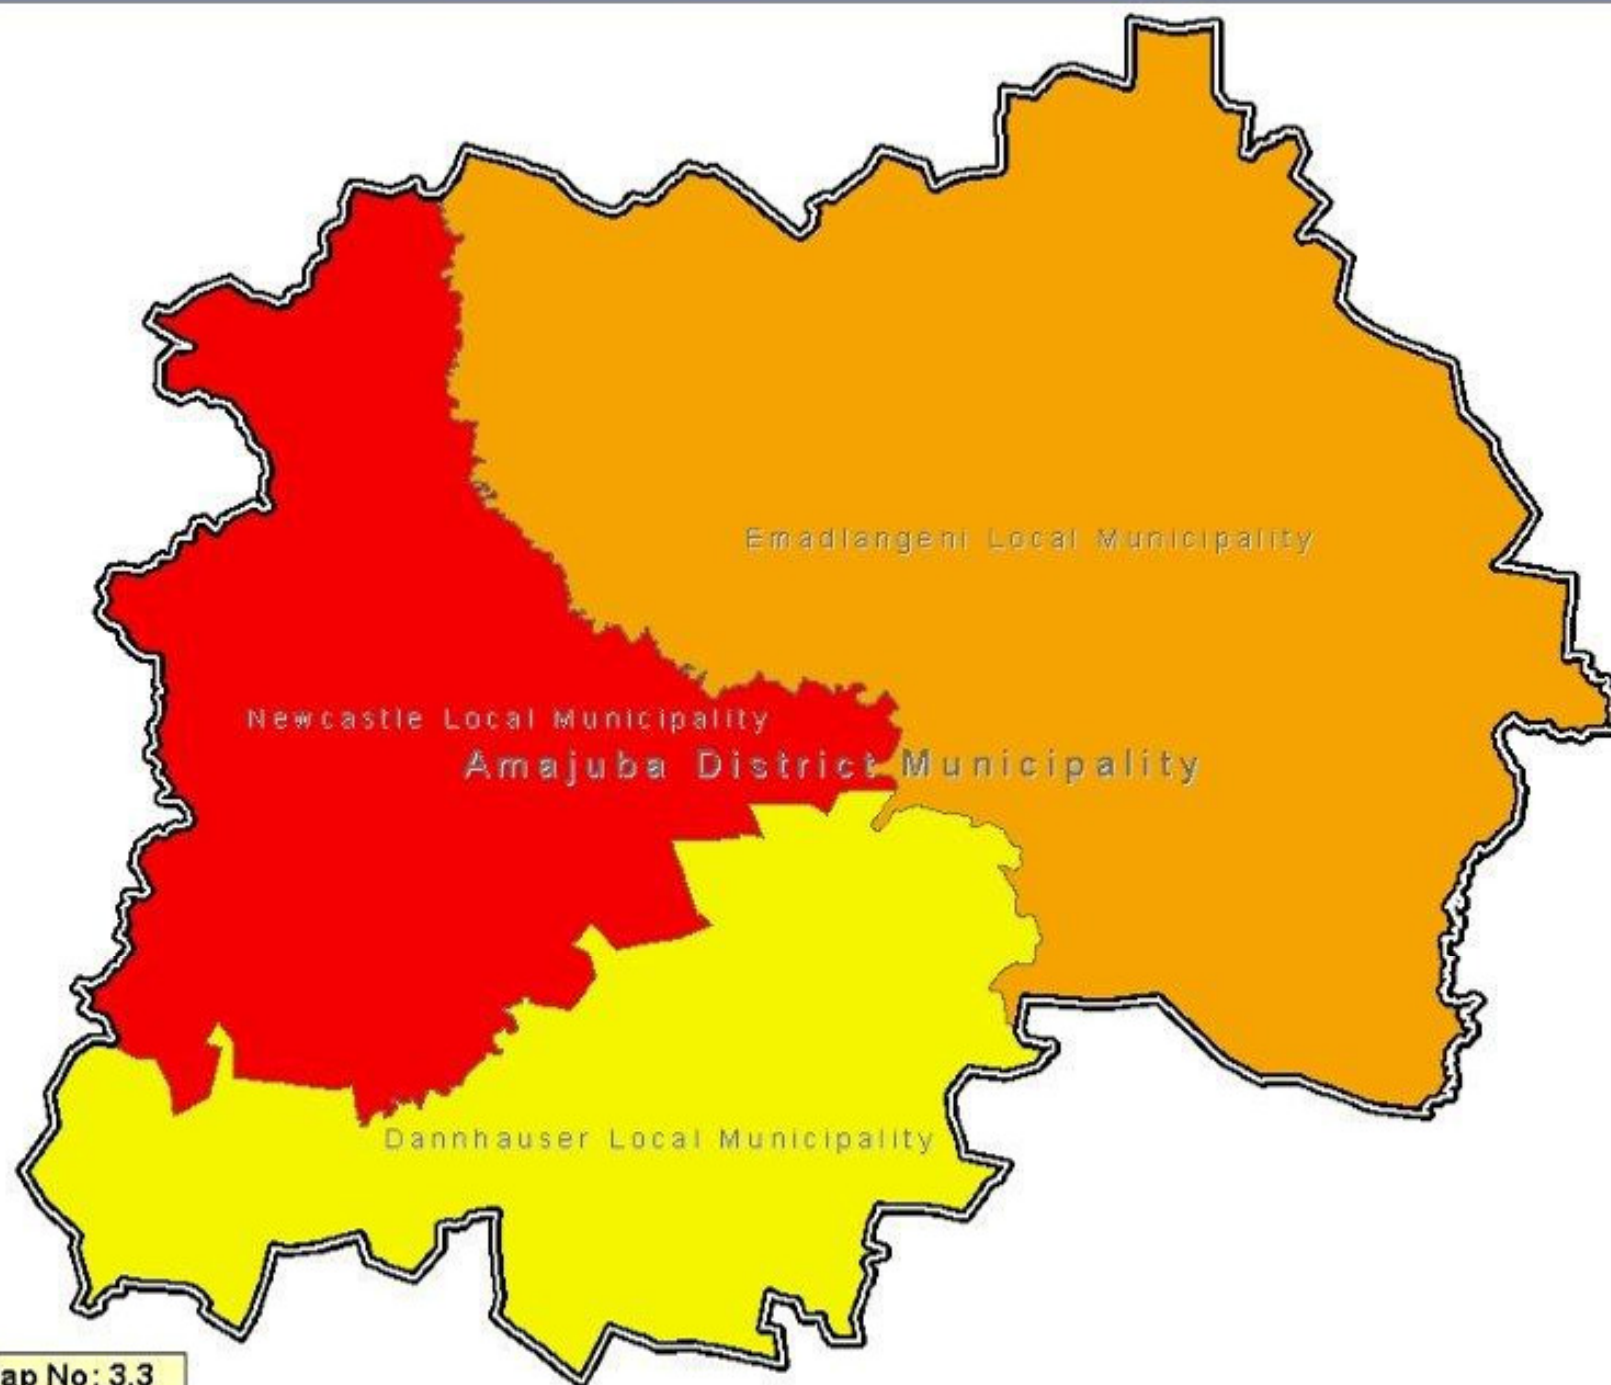 Emadlangeni Local Municipality
Newcastle Local Municipality
Amajuba District Municipality
Dannhauser Local Municipality
ap No: 3.3